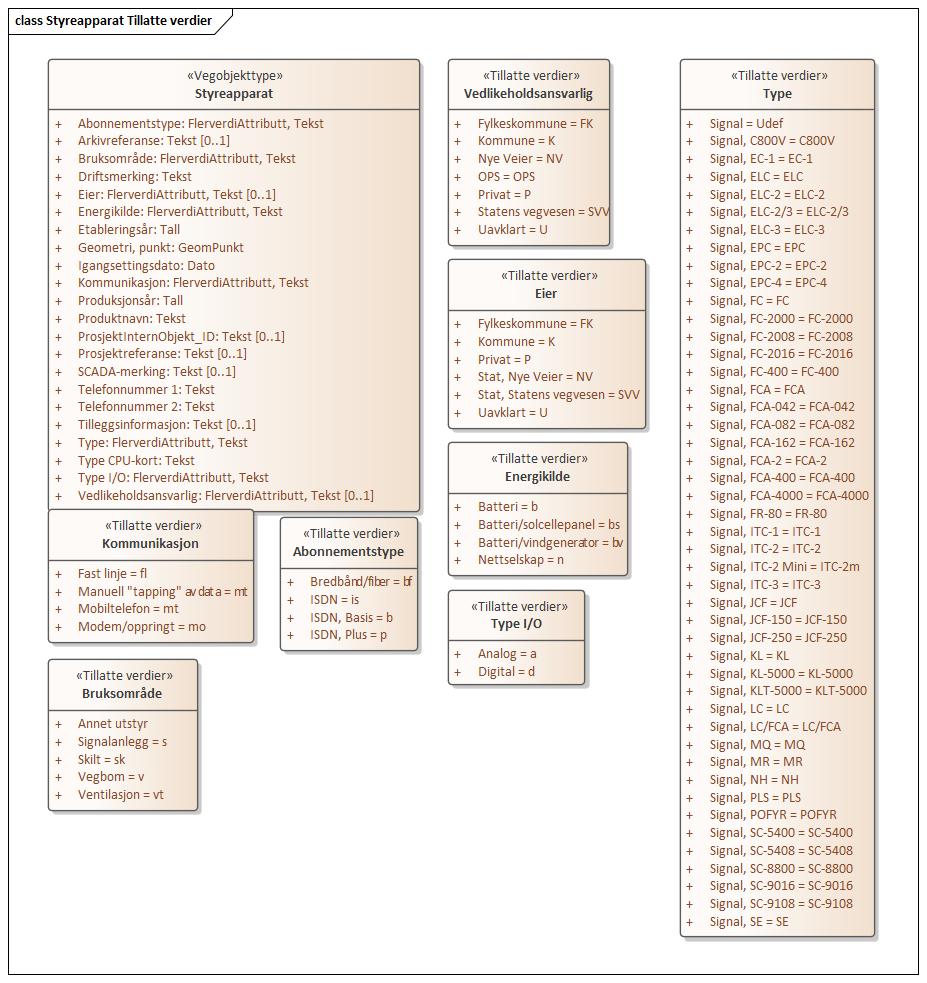 class Styreapparat Tillatte verdier
«Vegobjekttype»
Styreapparat
+ Abonnementstype: FlerverdiAttributt, Tekst
+ Arkivreferanse: Tekst [0..1]
+ Bruksområde: FlerverdiAttributt, Tekst
+ Driftsmerking: Tekst
+ Eier: FlerverdiAttributt, Tekst [0..1]
+ Energikilde: FlerverdiAttributt, Tekst
+ Etableringsår: Tall
+ Geometri, punkt: GeomPunkt
+ Igangsettingsdato: Dato
+ Kommunikasjon: FlerverdiAttributt, Tekst
+ Produksjonsår: Tall
+ Produktnavn: Tekst
+ ProsjektInternObjekt_ID: Tekst [0..1]
+ Prosjektreferanse: Tekst [0..1]
+ SCADA-merking: Tekst [0..1]
+ Telefonnummer 1: Tekst
+ Telefonnummer 2: Tekst
+ Tilleggsinformasjon: Tekst [0..1]
+ Type: FlerverdiAttributt, Tekst
+ Type CPU-kort: Tekst
+ Type I/O: FlerverdiAttributt, Tekst
+ Vedlikeholdsansvarlig: FlerverdiAttributt, Tekst [0..1]
«Tillatte verdier»
Kommunikasjon
+ Fast linje = fl
+ Manuell "tapping" av data = mt
+ Mobiltelefon = mt
+ Modem/oppringt = mo
«Tillatte verdier»
Abonnementstype
+ Bredbånd/fiber = bf
+ ISDN = is
+ ISDN, Basis = b
+ ISDN, Plus = p
«Tillatte verdier»
Bruksområde
+ Annet utstyr
+ Signalanlegg = s
+ Skilt = sk
+ Vegbom = v
+ Ventilasjon = vt
«Tillatte verdier»
Vedlikeholdsansvarlig
+ Fylkeskommune = FK
+ Kommune = K
+ Nye Veier = NV
+ OPS = OPS
+ Privat = P
+ Statens vegvesen = SVV
+ Uavklart = U
«Tillatte verdier»
Eier
+ Fylkeskommune = FK
+ Kommune = K
+ Privat = P
+ Stat, Nye Veier = NV
+ Stat, Statens vegvesen = SVV
+ Uavklart = U
«Tillatte verdier»
Energikilde
+ Batteri = b
+ Batteri/solcellepanel = bs
+ Batteri/vindgenerator = bv
+ Nettselskap = n
«Tillatte verdier»
Type I/O
+ Analog = a
+ Digital = d
«Tillatte verdier»
Type
+ Signal = Udef
+ Signal, C800V = C800V
+ Signal, EC-1 = EC-1
+ Signal, ELC = ELC
+ Signal, ELC-2 = ELC-2
+ Signal, ELC-2/3 = ELC-2/3
+ Signal, ELC-3 = ELC-3
+ Signal, EPC = EPC
+ Signal, EPC-2 = EPC-2
+ Signal, EPC-4 = EPC-4
+ Signal, FC = FC
+ Signal, FC-2000 = FC-2000
+ Signal, FC-2008 = FC-2008
+ Signal, FC-2016 = FC-2016
+ Signal, FC-400 = FC-400
+ Signal, FCA = FCA
+ Signal, FCA-042 = FCA-042
+ Signal, FCA-082 = FCA-082
+ Signal, FCA-162 = FCA-162
+ Signal, FCA-2 = FCA-2
+ Signal, FCA-400 = FCA-400
+ Signal, FCA-4000 = FCA-4000
+ Signal, FR-80 = FR-80
+ Signal, ITC-1 = ITC-1
+ Signal, ITC-2 = ITC-2
+ Signal, ITC-2 Mini = ITC-2m
+ Signal, ITC-3 = ITC-3
+ Signal, JCF = JCF
+ Signal, JCF-150 = JCF-150
+ Signal, JCF-250 = JCF-250
+ Signal, KL = KL
+ Signal, KL-5000 = KL-5000
+ Signal, KLT-5000 = KLT-5000
+ Signal, LC = LC
+ Signal, LC/FCA = LC/FCA
+ Signal, MQ = MQ
+ Signal, MR = MR
+ Signal, NH = NH
+ Signal, PLS = PLS
+ Signal, POFYR = POFYR
+ Signal, SC-5400 = SC-5400
+ Signal, SC-5408 = SC-5408
+ Signal, SC-8800 = SC-8800
+ Signal, SC-9016 = SC-9016
+ Signal, SC-9108 = SC-9108
+ Signal, SE = SE